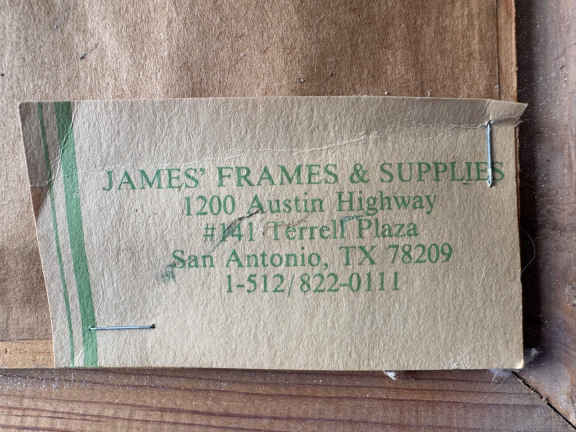 JAMES' FRAMES & SUPPLIES
1200 Austin Highway
#141 Terrell Plaza
San Antonio, TX 78209
1-512/822-0111